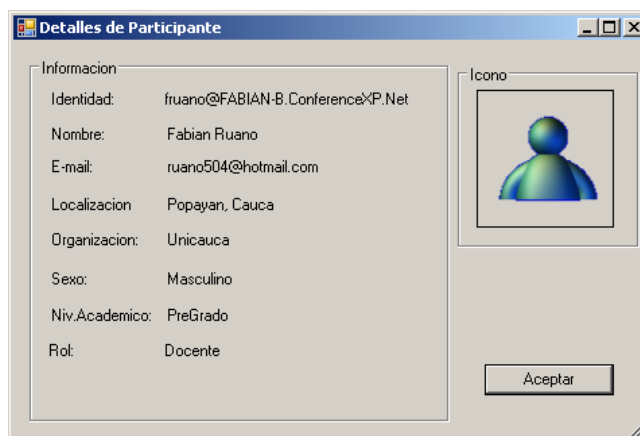 Detalles de Participante
Informacion
Identidad: fruano@FABIAN-B.ConferenceXP.Net
Nombre: Fabian Ruano
E-mail: ruano504@hotmail.com
Localizacion Popayan, Cauca
Organizacion: Unicauca
Sexo: Masculino
Niv.Academico: PreGrado
Rol: Docente
Icono
Aceptar